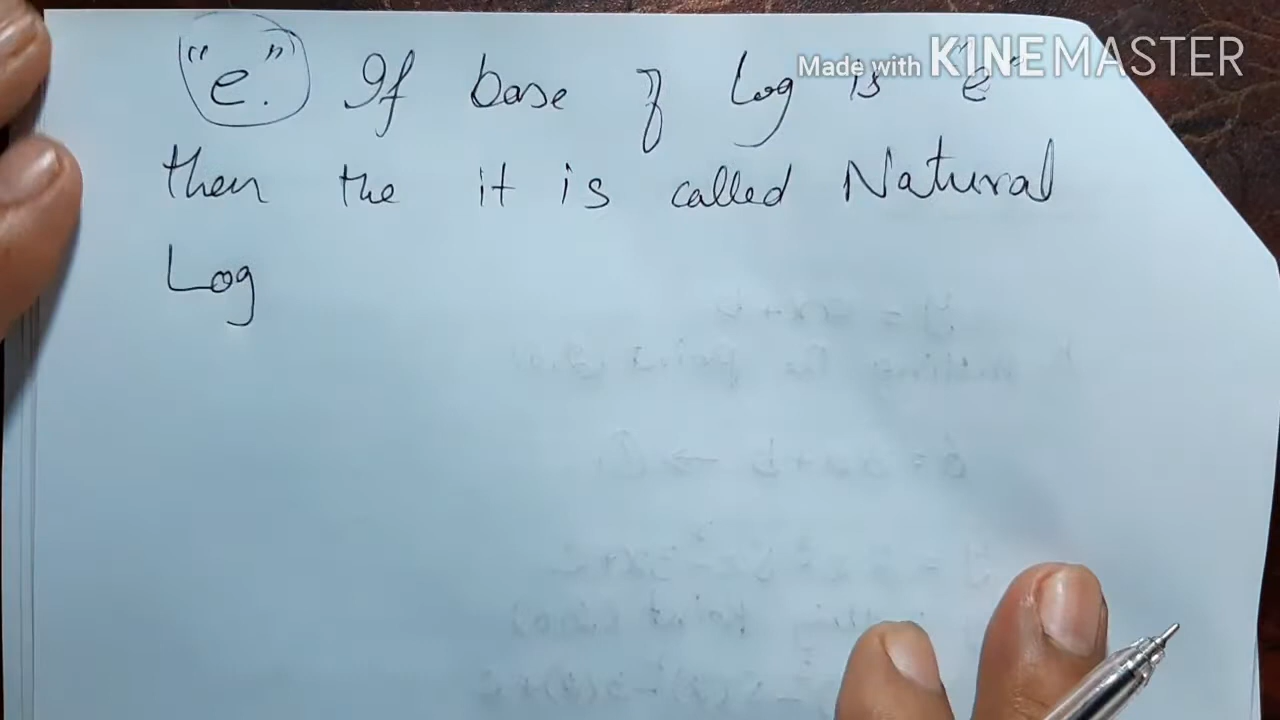 "e." If base of Log is "e"
then the it is called Natural
Log
Made with KINEMASTER